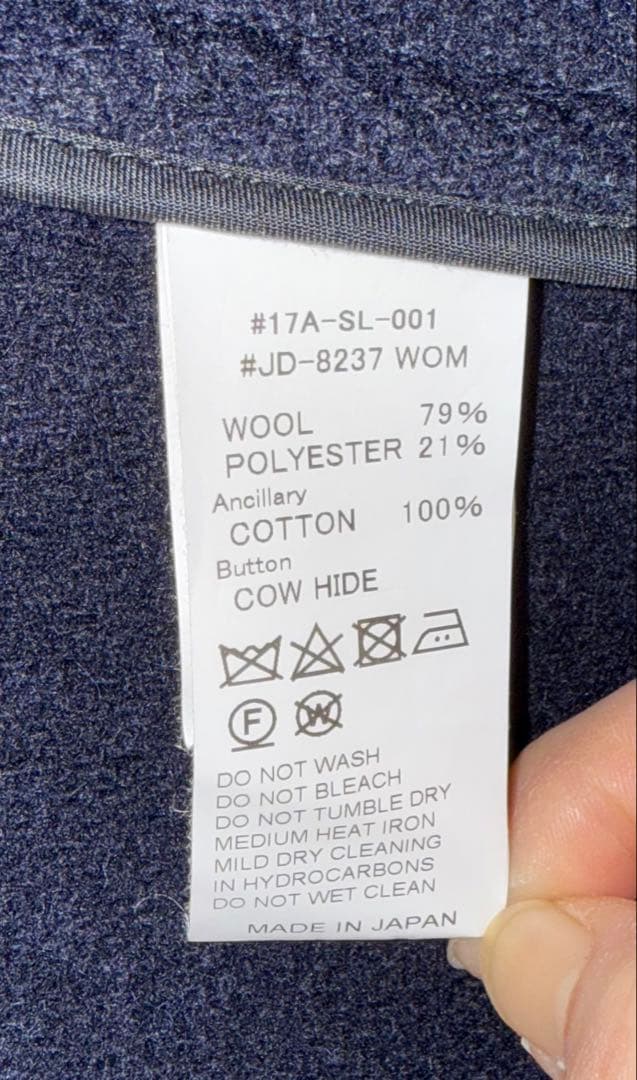 #17A-SL-001
#JD-8237 WOM
WOOL 79%
POLYESTER 21%
Ancillary
COTTON 100%
Button
COW HIDE
F W
DO NOT WASH
DO NOT BLEACH
DO NOT TUMBLE DRY
MEDIUM HEAT IRON
MILD DRY CLEANING
IN HYDROCARBONS
DO NOT WET CLEAN
MADE IN JAPAN